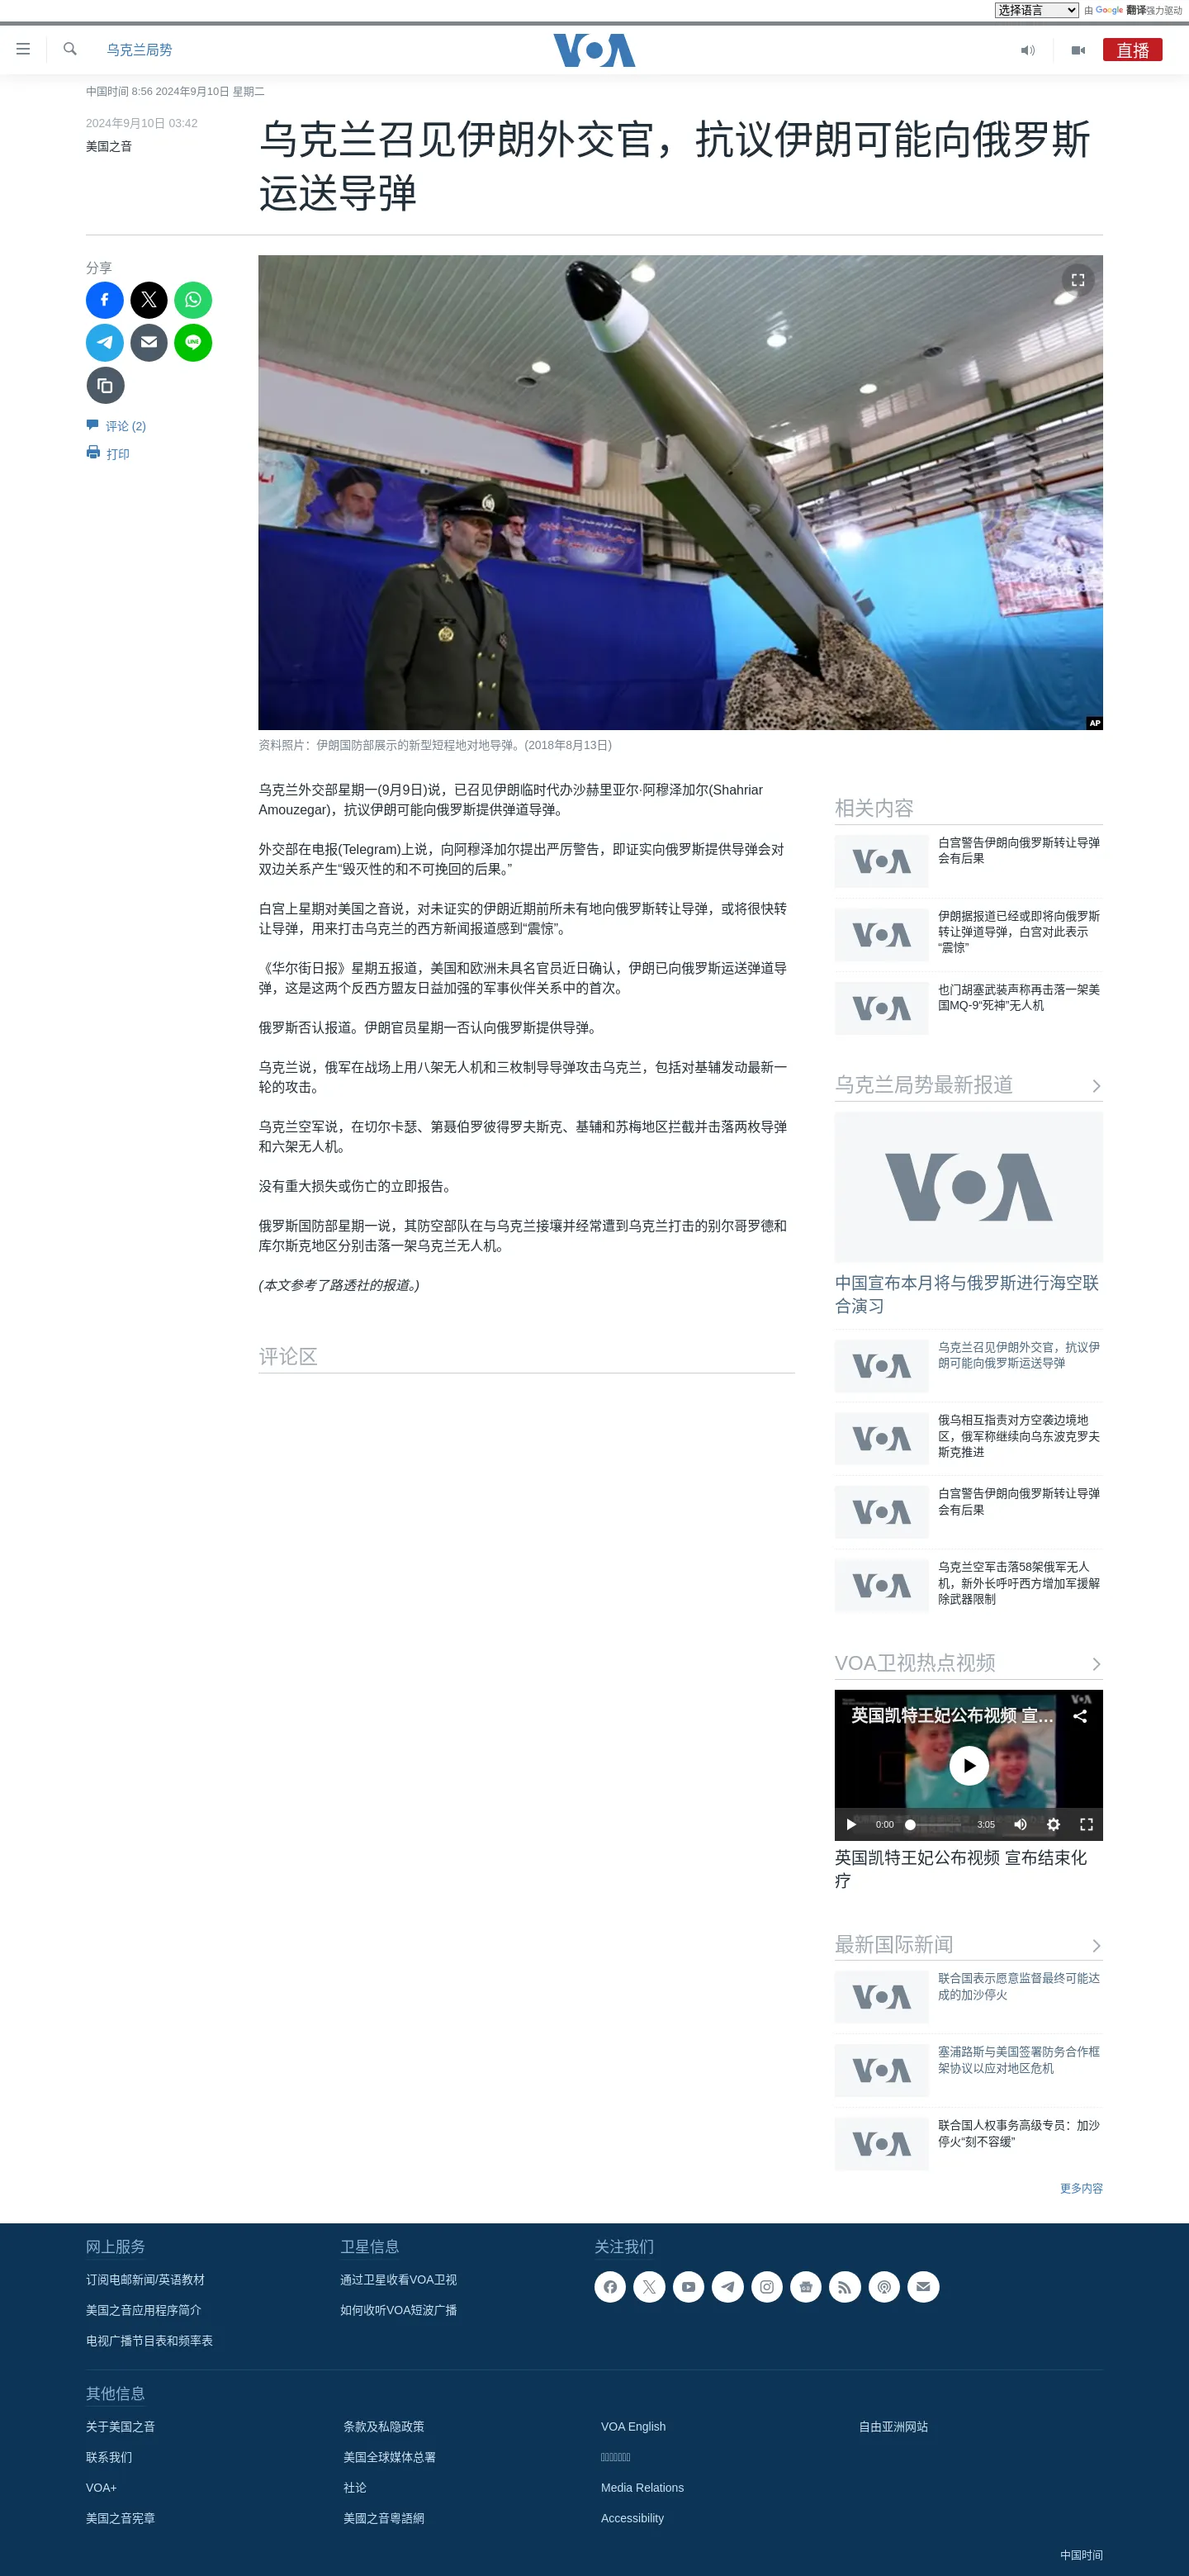 选择语言 由 Google 翻译强力驱动
乌克兰局势
VOA
直播
中国时间 8:56 2024年9月10日 星期二
2024年9月10日 03:42
美国之音
乌克兰召见伊朗外交官，抗议伊朗可能向俄罗斯
运送导弹
分享
评论 (2)
打印
AP
资料照片：伊朗国防部展示的新型短程地对地导弹。(2018年8月13日)
乌克兰外交部星期一(9月9日)说，已召见伊朗临时代办沙赫里亚尔·阿穆泽加尔(Shahriar
Amouzegar)，抗议伊朗可能向俄罗斯提供弹道导弹。
外交部在电报(Telegram)上说，向阿穆泽加尔提出严厉警告，即证实向俄罗斯提供导弹会对
双边关系产生“毁灭性的和不可挽回的后果。”
白宫上星期对美国之音说，对未证实的伊朗近期前所未有地向俄罗斯转让导弹，或将很快转
让导弹，用来打击乌克兰的西方新闻报道感到“震惊”。
《华尔街日报》星期五报道，美国和欧洲未具名官员近日确认，伊朗已向俄罗斯运送弹道导
弹，这是这两个反西方盟友日益加强的军事伙伴关系中的首次。
俄罗斯否认报道。伊朗官员星期一否认向俄罗斯提供导弹。
乌克兰说，俄军在战场上用八架无人机和三枚制导导弹攻击乌克兰，包括对基辅发动最新一
轮的攻击。
乌克兰空军说，在切尔卡瑟、第聂伯罗彼得罗夫斯克、基辅和苏梅地区拦截并击落两枚导弹
和六架无人机。
没有重大损失或伤亡的立即报告。
俄罗斯国防部星期一说，其防空部队在与乌克兰接壤并经常遭到乌克兰打击的别尔哥罗德和
库尔斯克地区分别击落一架乌克兰无人机。
(本文参考了路透社的报道。)
评论区
相关内容
VOA
白宫警告伊朗向俄罗斯转让导弹
会有后果
VOA
伊朗据报道已经或即将向俄罗斯
转让弹道导弹，白宫对此表示
“震惊”
VOA
也门胡塞武装声称再击落一架美
国MQ-9“死神”无人机
乌克兰局势最新报道
VOA
中国宣布本月将与俄罗斯进行海空联
合演习
VOA
乌克兰召见伊朗外交官，抗议伊
朗可能向俄罗斯运送导弹
VOA
俄乌相互指责对方空袭边境地
区，俄军称继续向乌东波克罗夫
斯克推进
VOA
白宫警告伊朗向俄罗斯转让导弹
会有后果
VOA
乌克兰空军击落58架俄军无人
机，新外长呼吁西方增加军援解
除武器限制
VOA卫视热点视频
VOA
英国凯特王妃公布视频 宣…
0:00 3:05
英国凯特王妃公布视频 宣布结束化
疗
最新国际新闻
VOA
联合国表示愿意监督最终可能达
成的加沙停火
VOA
塞浦路斯与美国签署防务合作框
架协议以应对地区危机
VOA
联合国人权事务高级专员：加沙
停火“刻不容缓”
更多内容
网上服务
订阅电邮新闻/英语教材
美国之音应用程序简介
电视广播节目表和频率表
卫星信息
通过卫星收看VOA卫视
如何收听VOA短波广播
关注我们
其他信息
关于美国之音
联系我们
VOA+
美国之音宪章
条款及私隐政策
美国全球媒体总署
社论
美國之音粵語網
VOA English
Media Relations
Accessibility
自由亚洲网站
中国时间